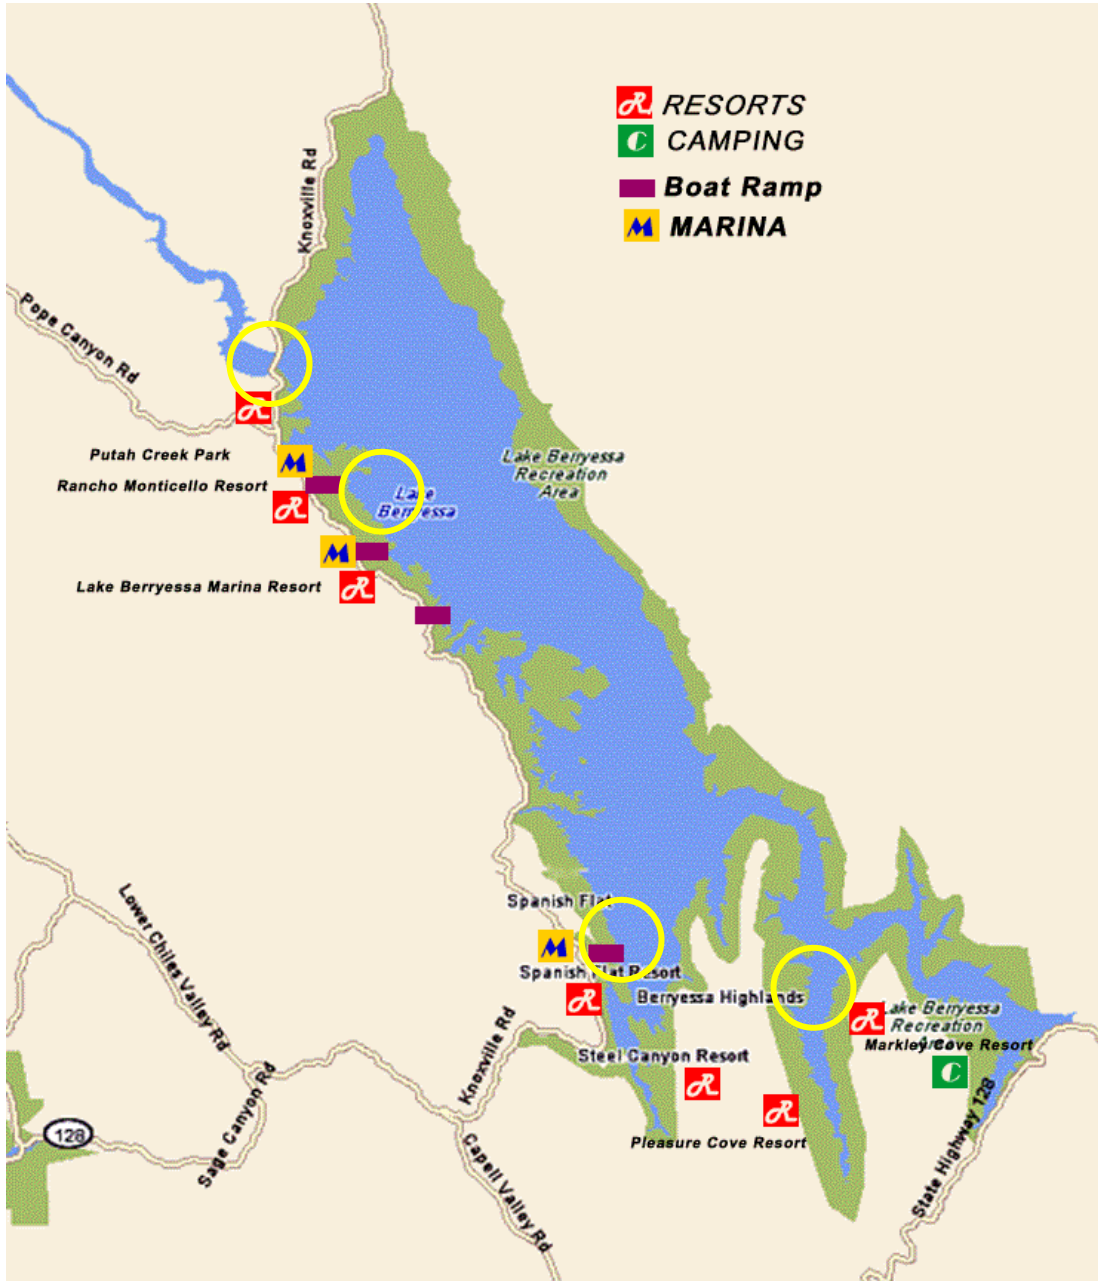 R RESORTS
C CAMPING
Boat Ramp
M MARINA
Knoxville Rd
Pope Canyon Rd
R
Putah Creek Park
M
Rancho Monticello Resort
R
Lake
Berryessa
Lake Berryessa
Recreation
Area
M
Lake Berryessa Marina Resort
R
Spanish Flat
M
Spanish Flat Resort
R
Berryessa Highlands
R
Lake Berryessa
Recreation
Area
Markley Cove Resort
C
Steel Canyon Resort
R
R
Pleasure Cove Resort
Lower Chiles Valley Rd
Knoxville Rd
Sage Canyon Rd
128
Capell Valley Rd
State Highway 128